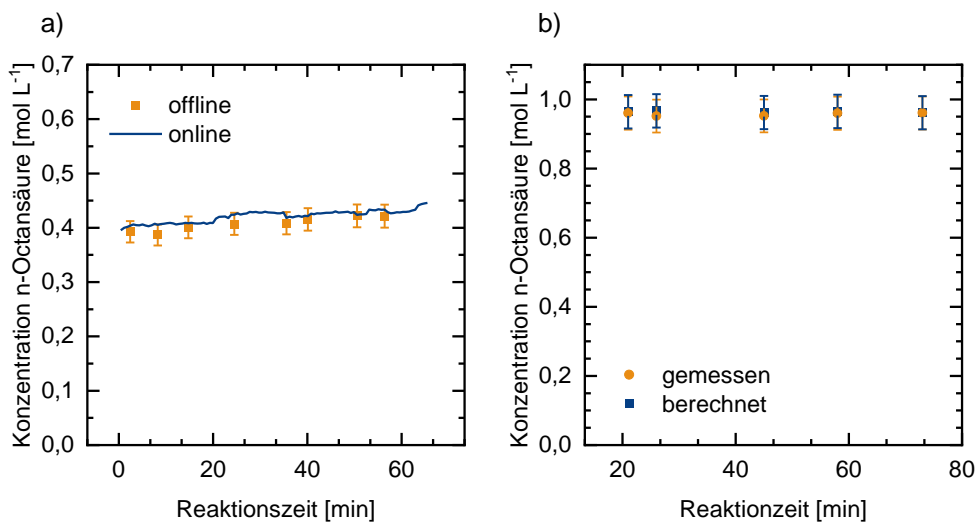 a)
Konzentration n-Octansäure [mol L-1]
0,7
0,6
0,5
0,4
0,3
0,2
0,1
0,0
offline
online
0 20 40 60
Reaktionszeit [min]
b)
Konzentration n-Octansäure [mol L-1]
1,0
0,8
0,6
0,4
0,2
0,0
gemessen
berechnet
20 40 60 80
Reaktionzeit [min]